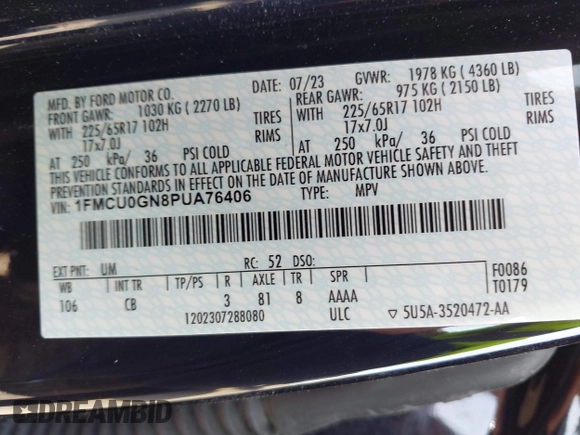 MFD. BY FORD MOTOR CO.
DATE: 07/23 GVWR: 1978 KG ( 4360 LB)
FRONT GAWR: 1030 KG ( 2270 LB) REAR GAWR: 975 KG ( 2150 LB)
WITH 225/65R17 102H TIRES WITH 225/65R17 102H TIRES
17x7.0J RIMS 17x7.0J RIMS
AT 250 kPa/ 36 PSI COLD AT 250 kPa/ 36 PSI COLD
THIS VEHICLE CONFORMS TO ALL APPLICABLE FEDERAL MOTOR VEHICLE SAFETY AND THEFT
PREVENTION STANDARDS IN EFFECT ON THE DATE OF MANUFACTURE SHOWN ABOVE.
VIN: 1FMCU0GN8PUA76406 TYPE: MPV
EXT PNT: UM RC: 52 DSO:
WB INT TR TP/PS R AXLE TR SPR F0086
106 CB 3 81 8 AAAA T0179
1202307288080 ULC 5U5A-3520472-AA
DREAMBID